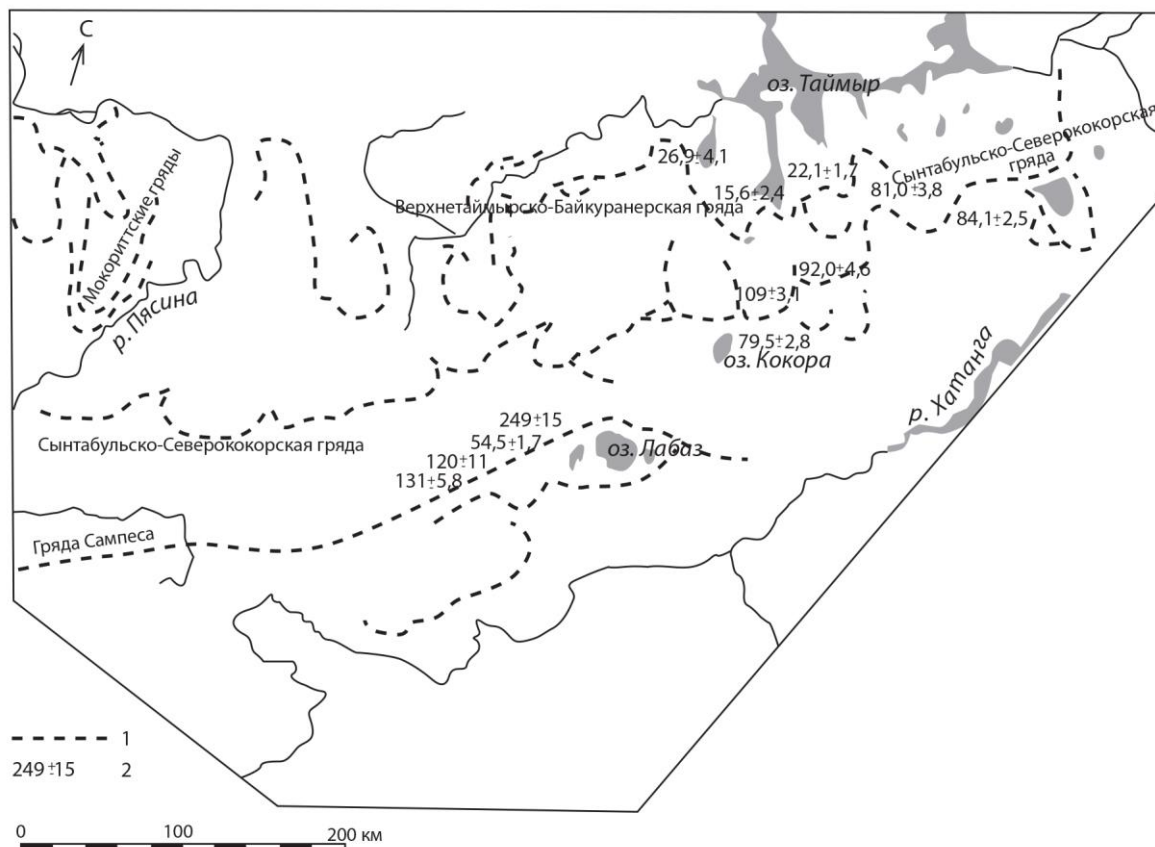 С
оз. Таймыр
26,9±4,1
22,1±1,7
Сынтабульско-Северококорская
гряда
15,6±2,4
81,0±3,8
Верхнетаймырско-Байкуранерская гряда
84,1±2,5
Мокориттские гряды
92,0±4,6
р. Пясина
109±3,1
79,5±2,8
оз. Кокора
р. Хатанга
249±15
Сынтабульско-Северококорская гряда
54,5±1,7
оз. Лабаз
120±11
131±5,8
Гряда Сампеса
1
249±15 2
0 100 200 км